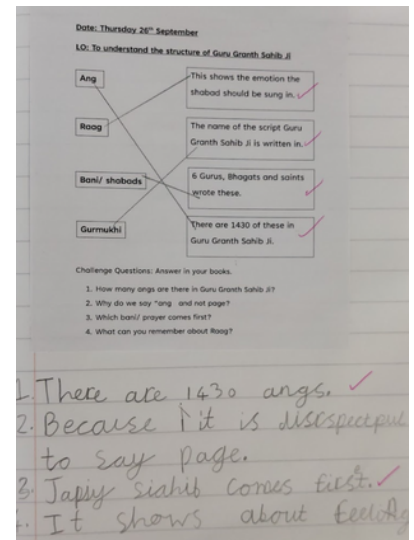 Date: Thursday 26th September
LO: To understand the structure of Guru Granth Sahib Ji
Ang
This shows the emotion the
shabad should be sung in.
Raag
The name of the script Guru
Granth Sahib Ji is written in.
Bani/ shabads
6 Gurus, Bhagats and saints
wrote these.
Gurmukhi
There are 1430 of these in
Guru Granth Sahib Ji.
Challenge Questions: Answer in your books.
1. How many angs are there in Guru Granth Sahib Ji?
2. Why do we say "ang and not page?
3. Which bani/ prayer comes first?
4. What can you remember about Raag?
1. There are 1430 angs.
2. Because it is
to say page.
3. Japiy siahib comes first.
4. It shows about